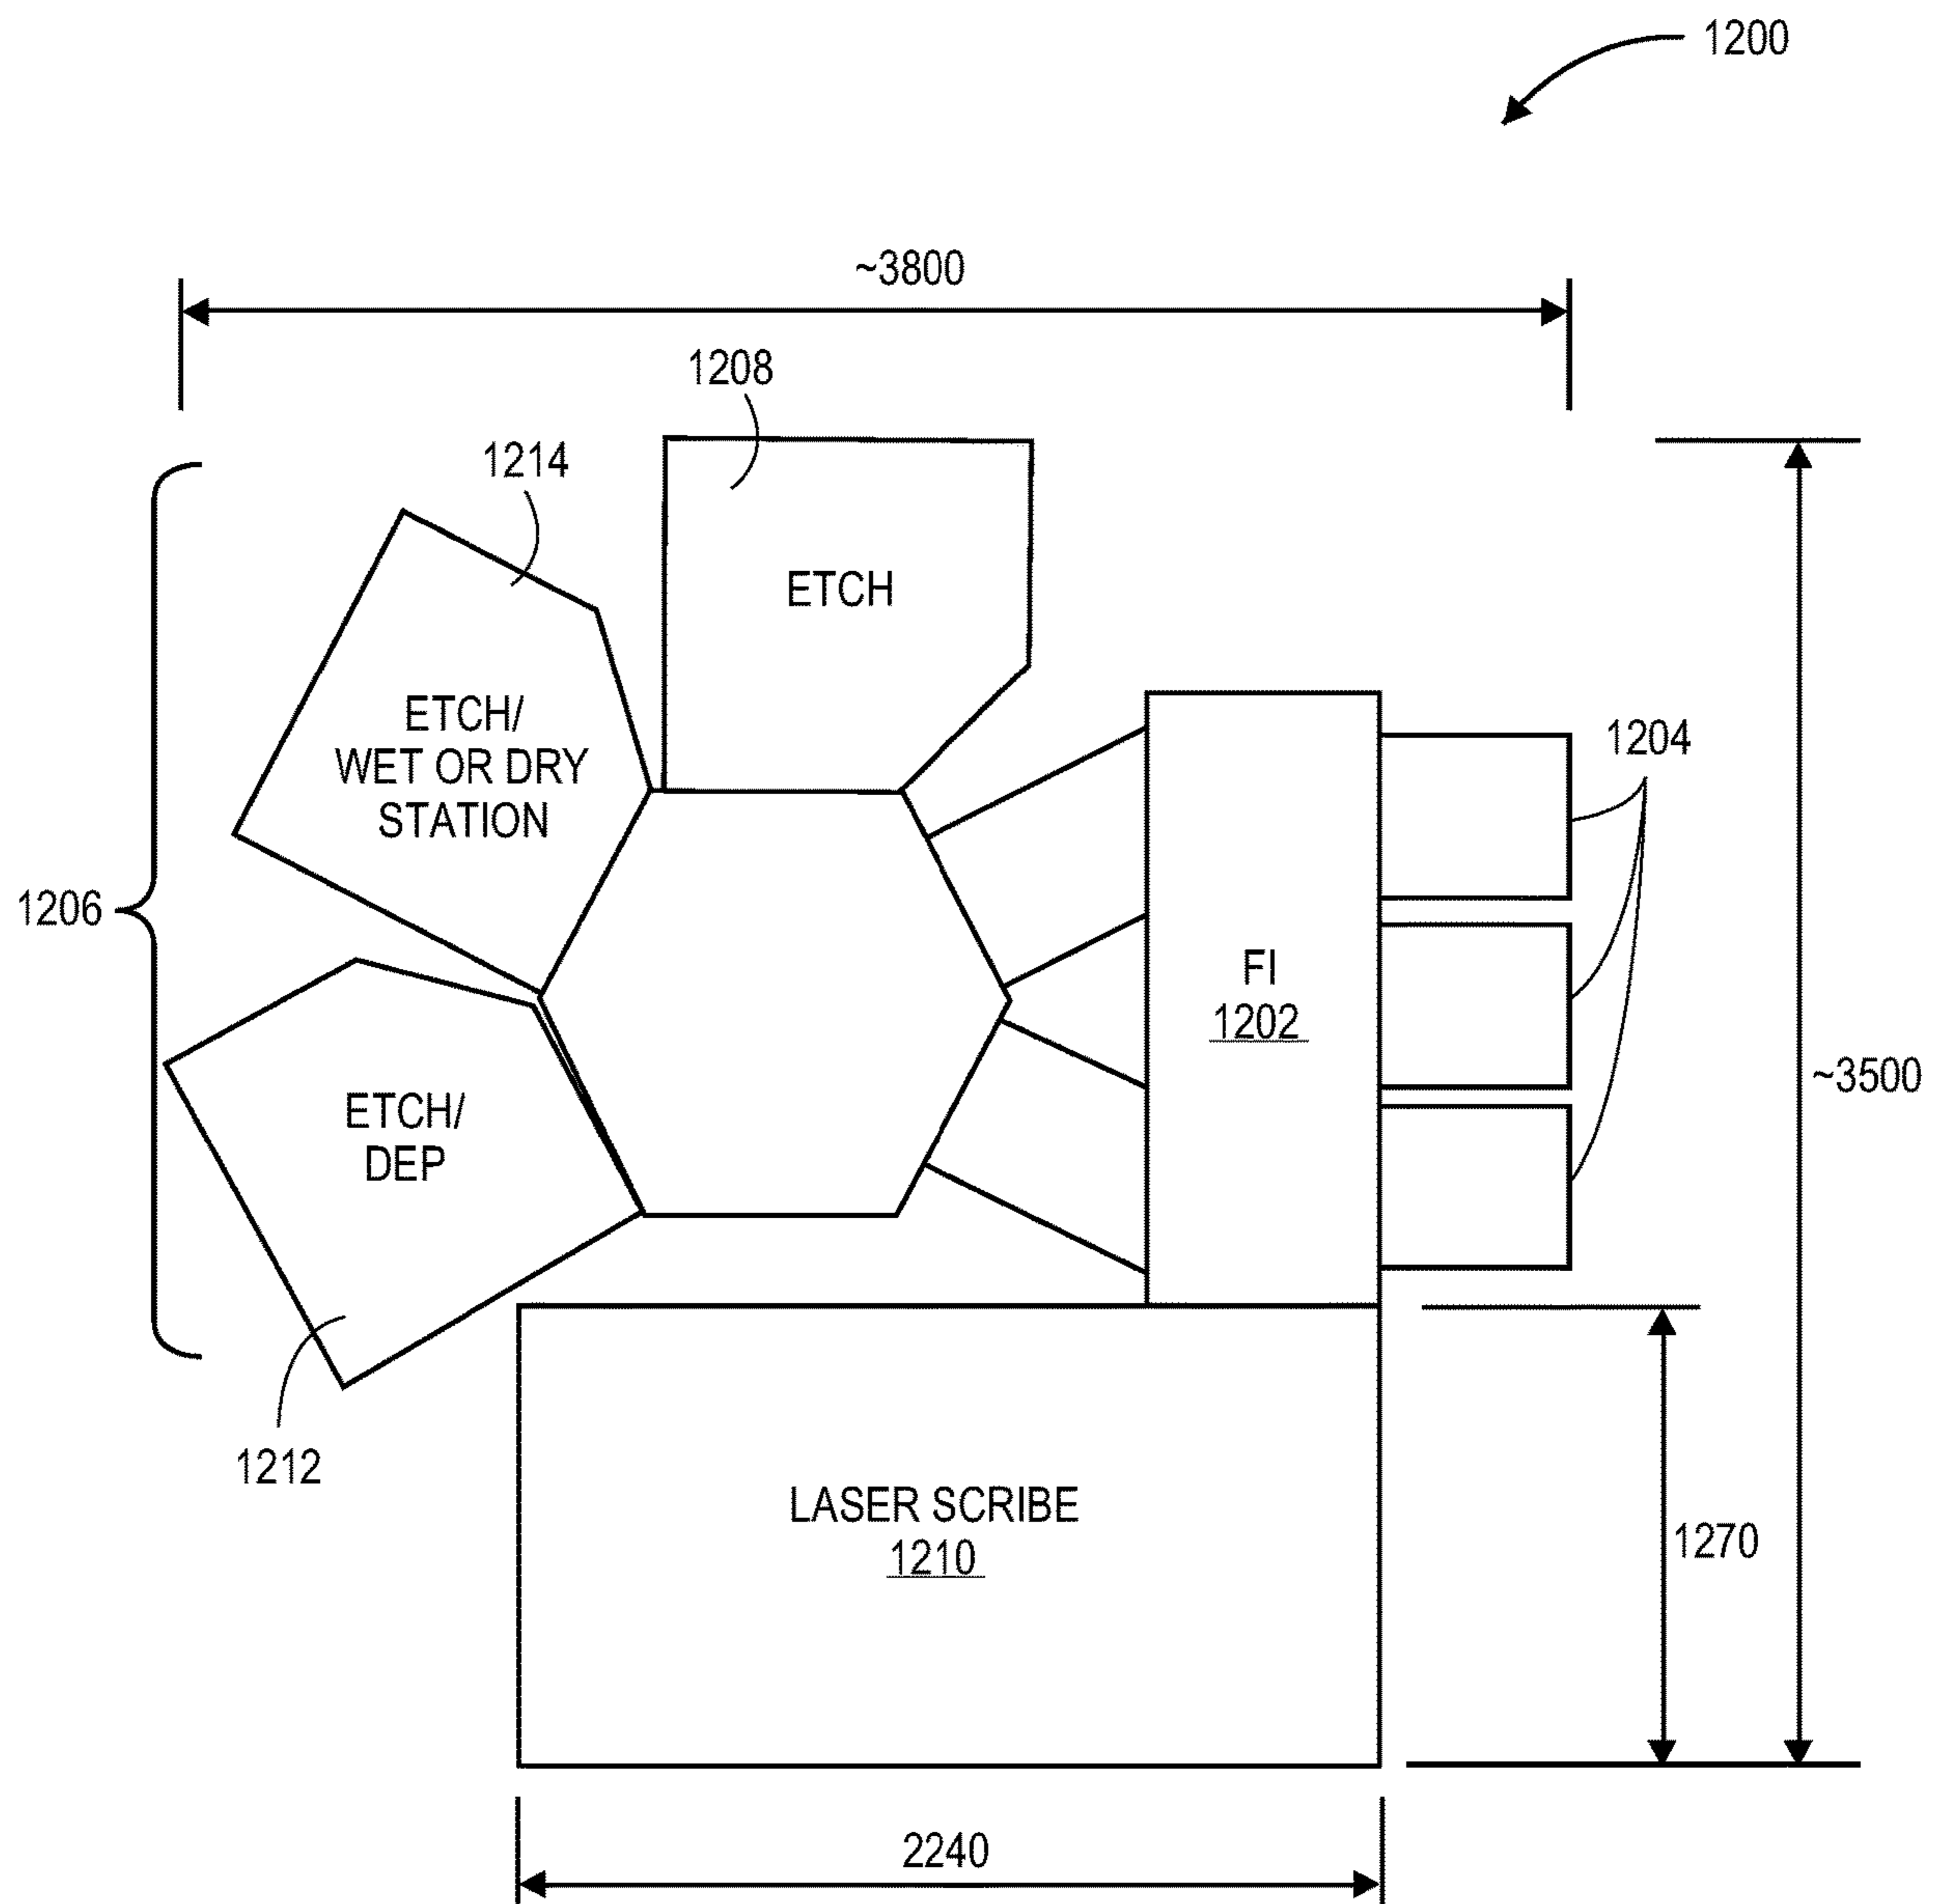 1200
~3800
1208
1214
ETCH
ETCH/
WET OR DRY
STATION
1204
1206
FI
1202
~3500
ETCH/
DEP
1212
LASER SCRIBE
1210
1270
2240